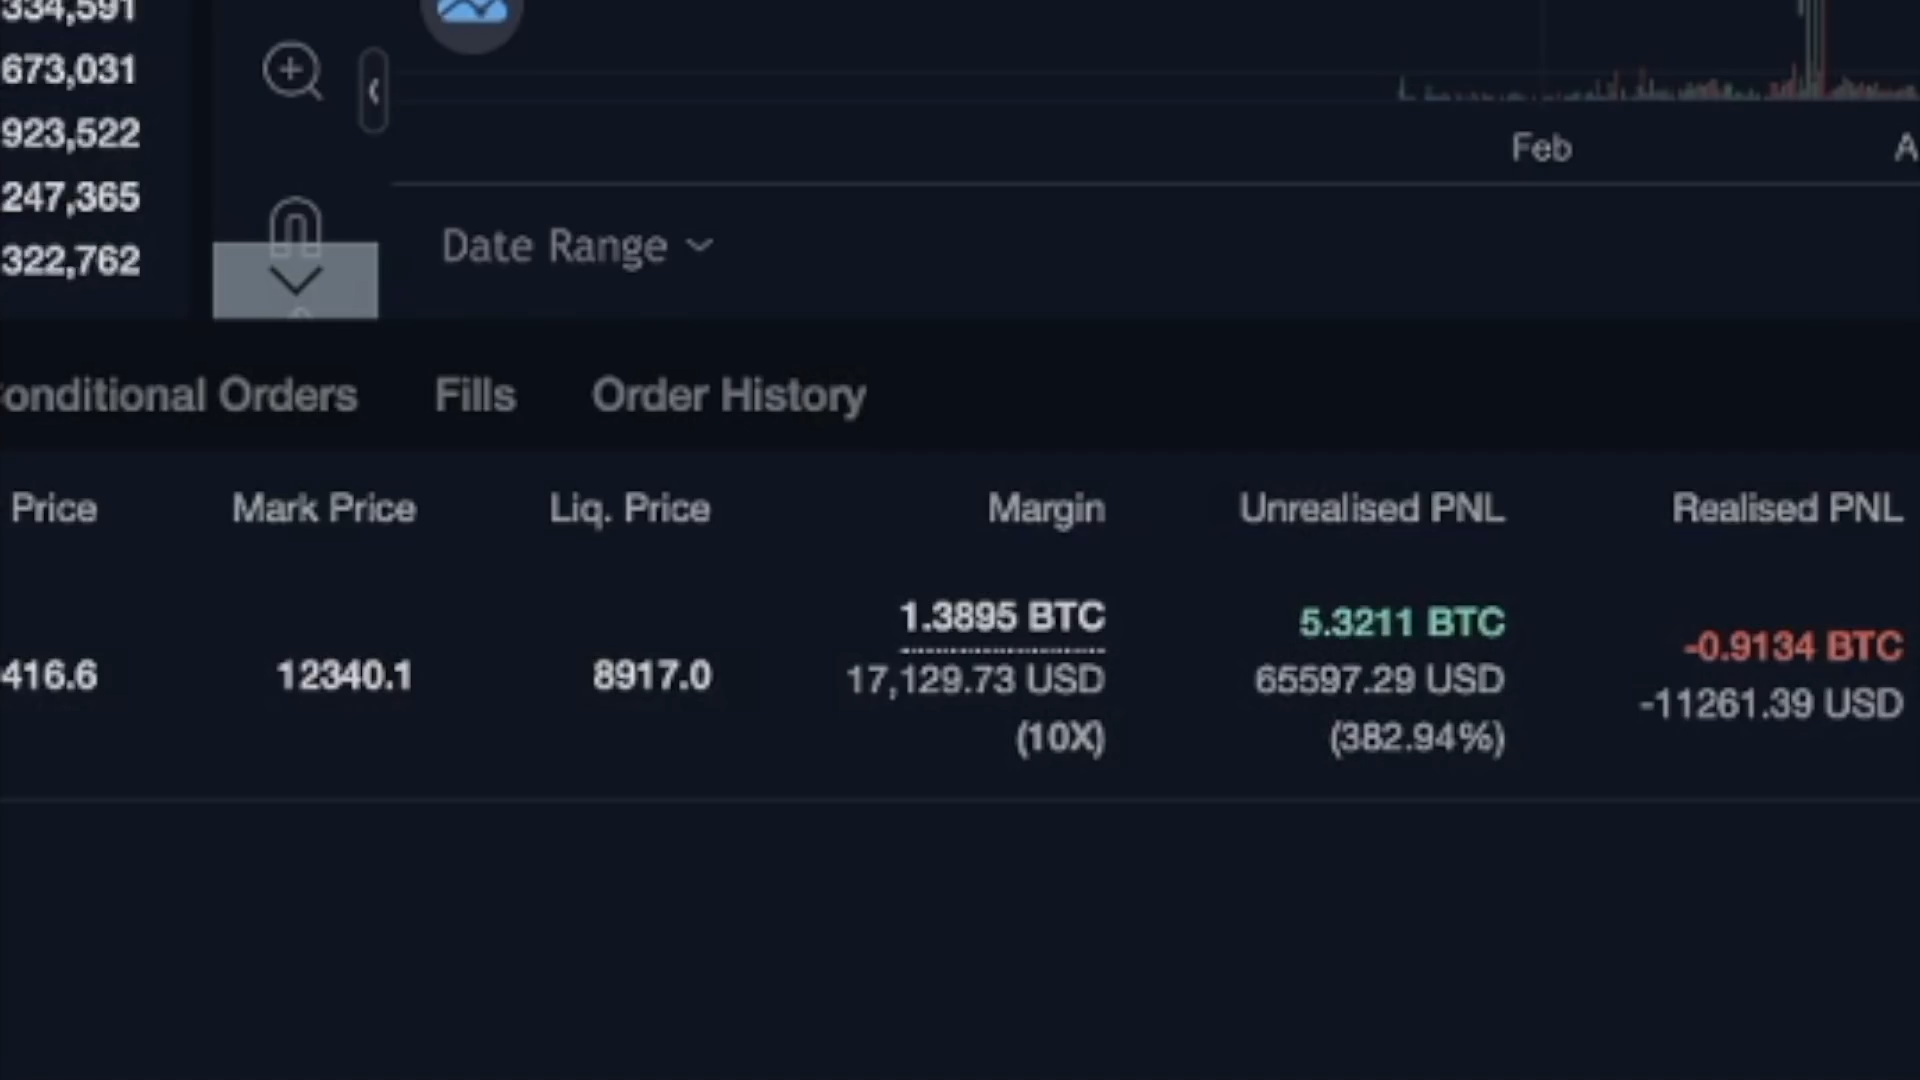 334,591
673,031
923,522
247,365
322,762
Feb
A
Date Range
onditional Orders Fills Order History
Price Mark Price Liq. Price Margin Unrealised PNL Realised PNL
416.6 12340.1 8917.0 1.3895 BTC 5.3211 BTC -0.9134 BTC
17,129.73 USD 65597.29 USD -11261.39 USD
(10X) (382.94%)